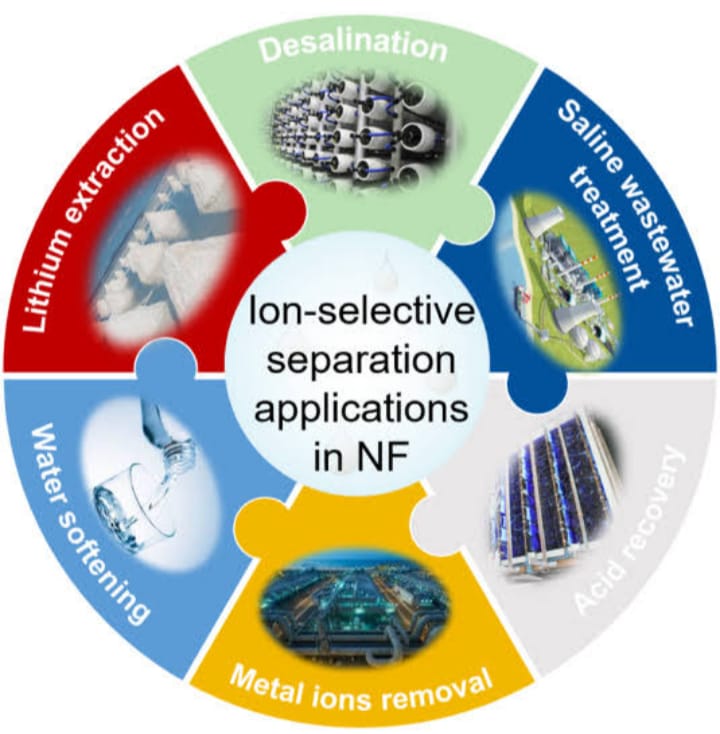 Desalination
Saline wastewater
treatment
Acid recovery
Metal ions removal
Water softening
Lithium extraction
Ion-selective
separation
applications
in NF